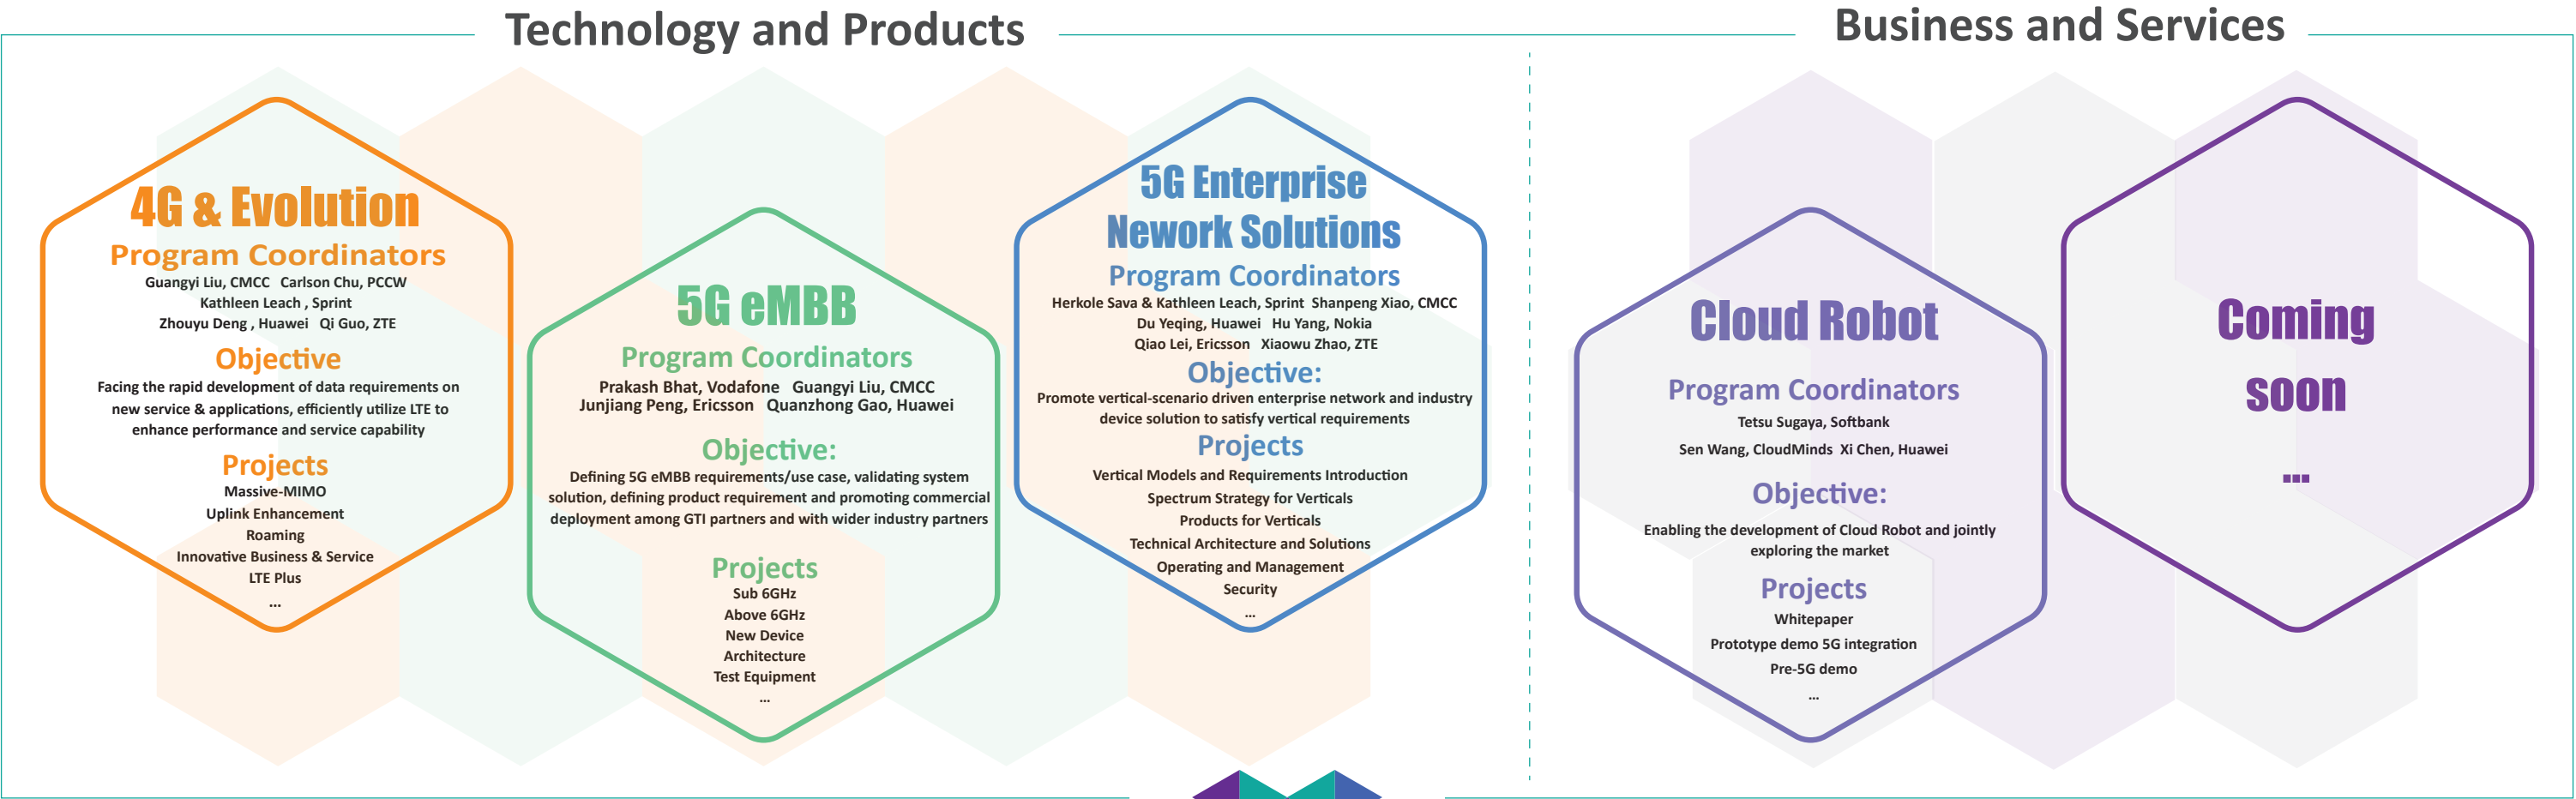 Technology and Products
Business and Services
4G & Evolution
Program Coordinators
Guangyi Liu, CMCC   Carlson Chu, PCCW
Kathleen Leach , Sprint
Zhouyu Deng , Huawei   Qi Guo, ZTE
Objective
Facing the rapid development of data requirements on
new service & applications, efficiently utilize LTE to
enhance performance and service capability
Projects
Massive-MIMO
Uplink Enhancement
Roaming
Innovative Business & Service
LTE Plus
...
5G eMBB
Program Coordinators
Prakash Bhat, Vodafone   Guangyi Liu, CMCC
Junjiang Peng, Ericsson   Quanzhong Gao, Huawei
Objective:
Defining 5G eMBB requirements/use case, validating system
solution, defining product requirement and promoting commercial
deployment among GTI partners and with wider industry partners
Projects
Sub 6GHz
Above 6GHz
New Device
Architecture
Test Equipment
...
5G Enterprise
Nework Solutions
Program Coordinators
Herkole Sava & Kathleen Leach, Sprint  Shanpeng Xiao, CMCC
Du Yeqing, Huawei   Hu Yang, Nokia
Qiao Lei, Ericsson   Xiaowu Zhao, ZTE
Objective:
Promote vertical-scenario driven enterprise network and industry
device solution to satisfy vertical requirements
Projects
Vertical Models and Requirements Introduction
Spectrum Strategy for Verticals
Products for Verticals
Technical Architecture and Solutions
Operating and Management
Security
...
Cloud Robot
Program Coordinators
Tetsu Sugaya, Softbank
Sen Wang, CloudMinds  Xi Chen, Huawei
Objective:
Enabling the development of Cloud Robot and jointly
exploring the market
Projects
Whitepaper
Prototype demo 5G integration
Pre-5G demo
...
Coming
soon
...